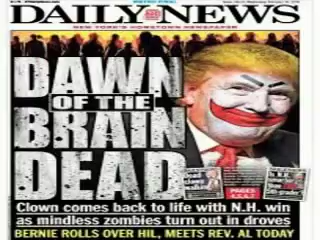 DAILY NEWS
NEW YORK'S HOMETOWN NEWSPAPER
DAWN
OF THE
BRAIN
DEAD
PAGES
Clown comes back to life with N.H. win
as mindless zombies turn out in droves
BERNIE ROLLS OVER HIL, MEETS REV. AL TODAY